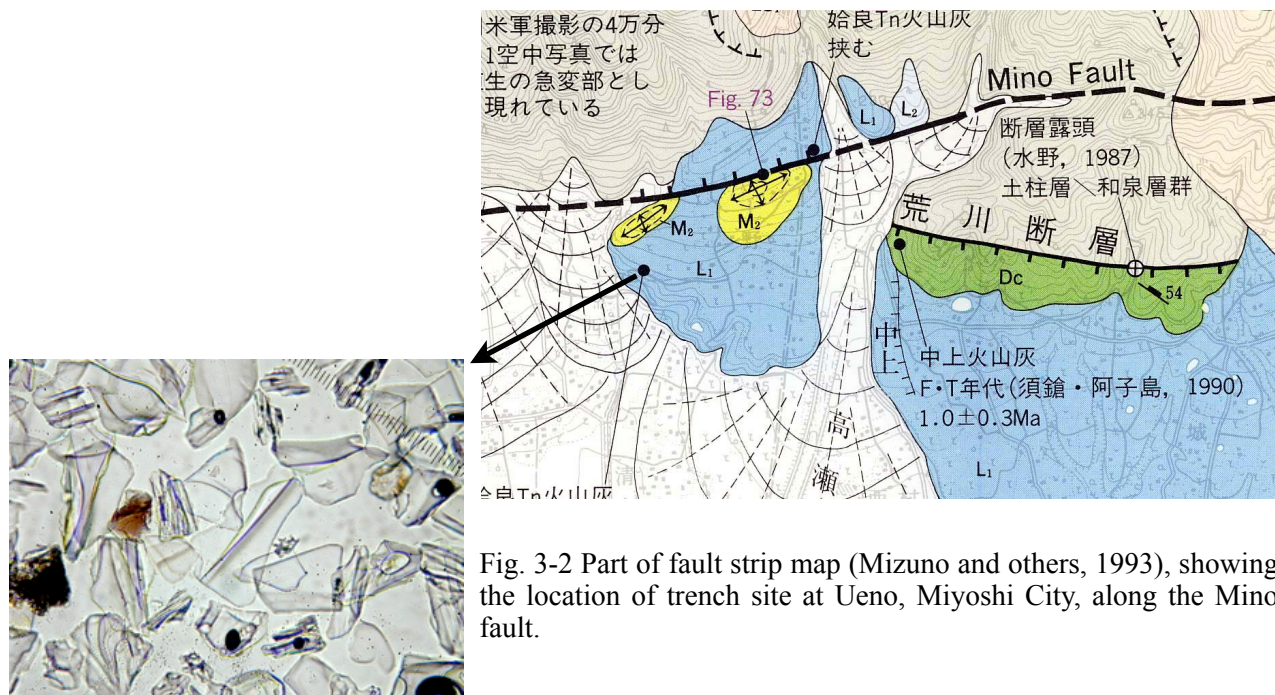 米軍撮影の4万分
1空中写真では
生の急変部とし
現れている
姶良Tn火山灰
挟む
Mino Fault
Fig. 73
L1
L2
断層露頭
(水野, 1987)
土柱層＼和泉層群
荒川断層
M2
M2
L1
Dc
54
中上
中上火山灰
F・T年代(須鎗・阿子島, 1990)
1.0±0.3Ma
高瀬
清
城
L1
姶良Tn火山灰
Fig. 3-2 Part of fault strip map (Mizuno and others, 1993), showing
the location of trench site at Ueno, Miyoshi City, along the Mino
fault.